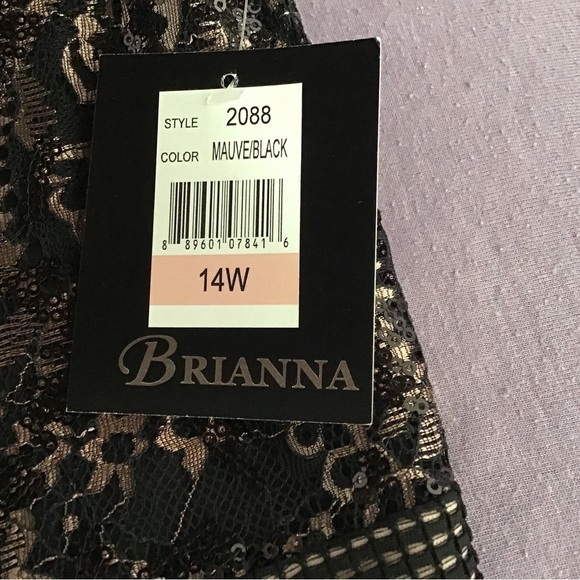 STYLE 2088
COLOR MAUVE/BLACK
8 89601 07841 6
14W
BRIANNA